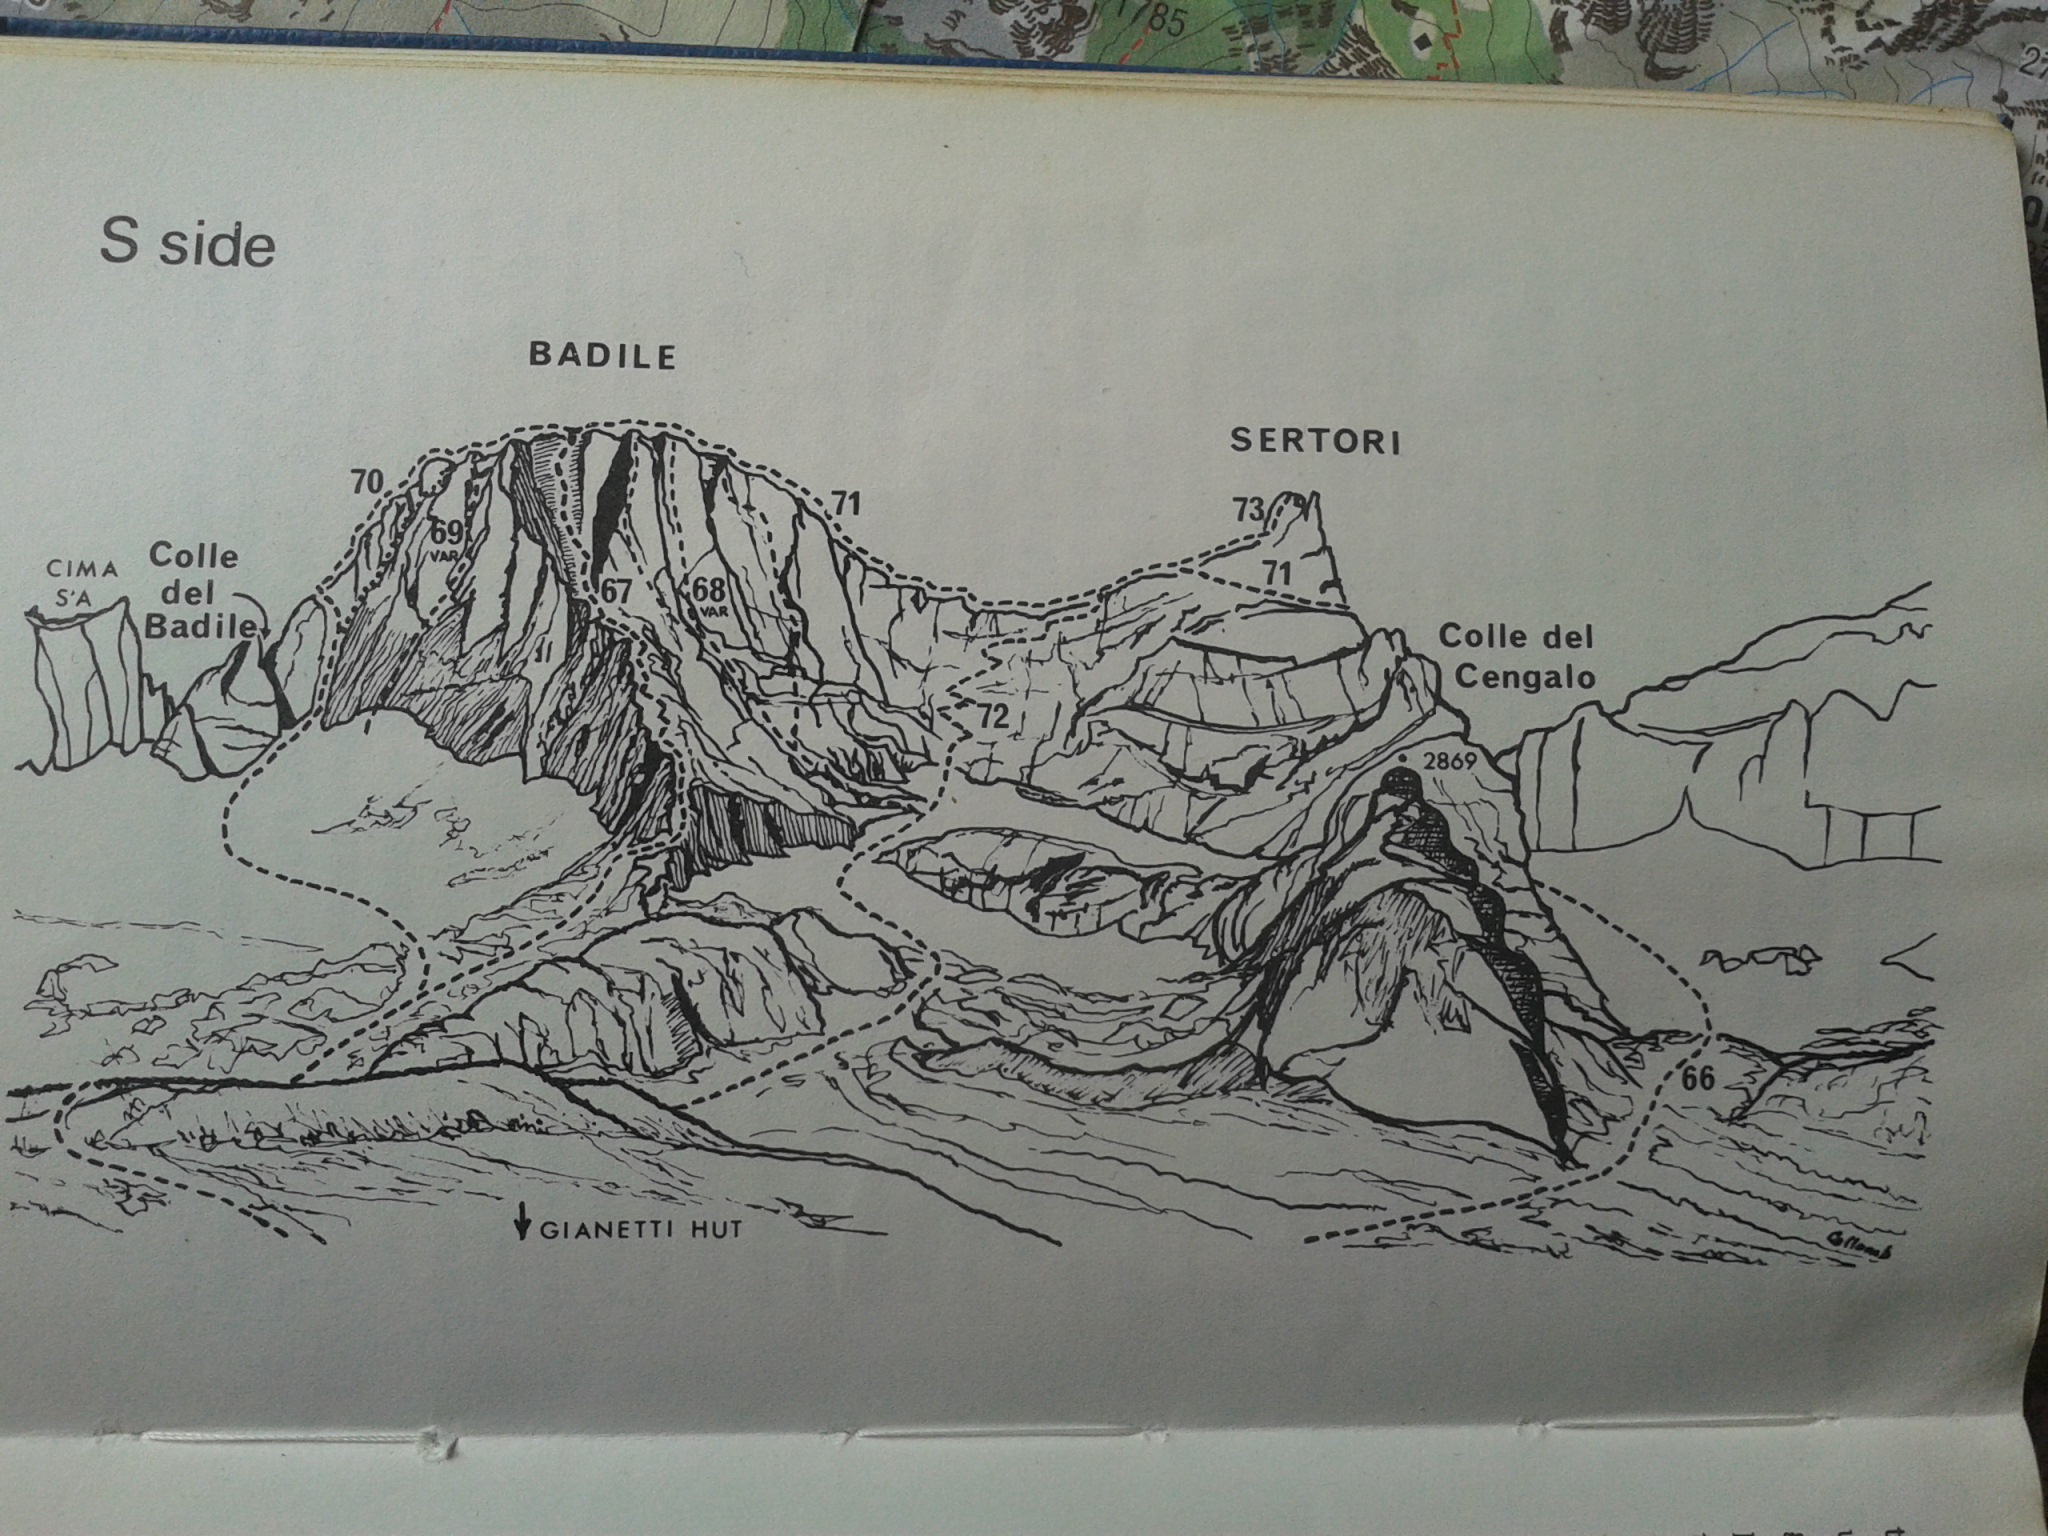 1785
S side
BADILE
SERTORI
70
71
73
69
VAR
CIMA
S'A
Colle
del
Badile
67
68
VAR
71
Colle del
Cengalo
72
2869
66
GIANETTI HUT
Collomb